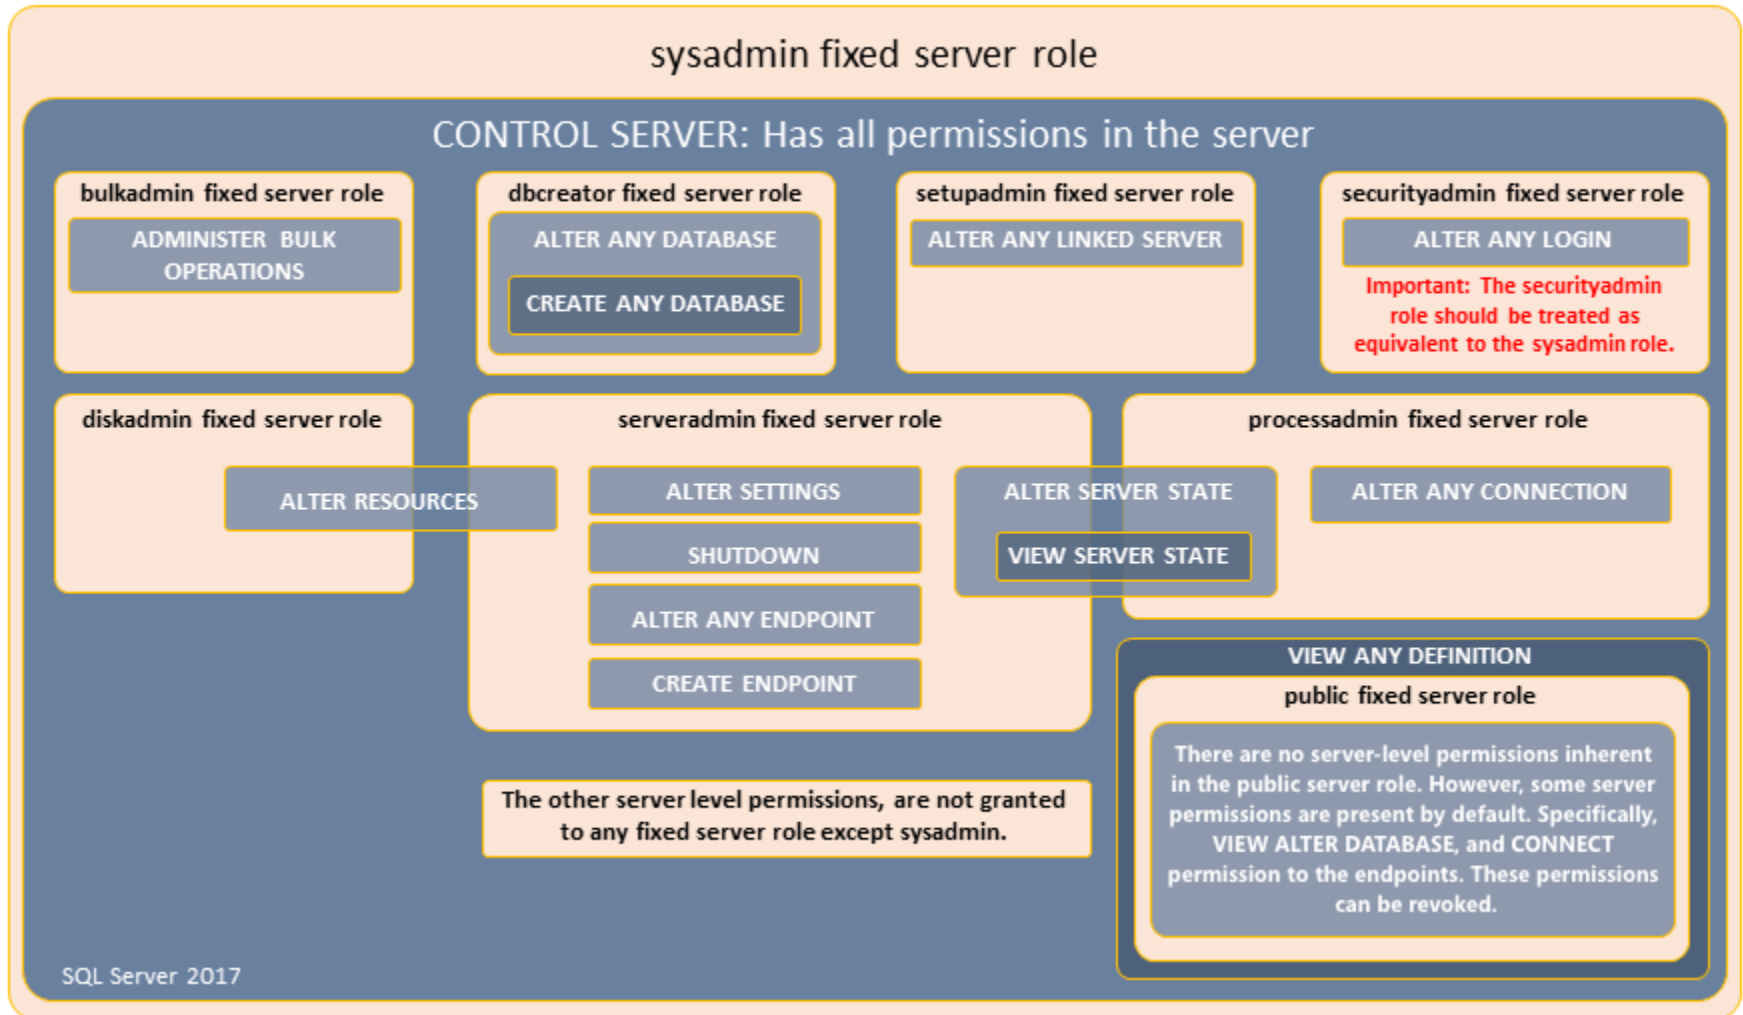 sysadmin fixed server role
CONTROL SERVER: Has all permissions in the server
bulkadmin fixed server role
ADMINISTER BULK
OPERATIONS
dbcreator fixed server role
ALTER ANY DATABASE
CREATE ANY DATABASE
setupadmin fixed server role
ALTER ANY LINKED SERVER
securityadmin fixed server role
ALTER ANY LOGIN
Important: The securityadmin
role should be treated as
equivalent to the sysadmin role.
diskadmin fixed server role
ALTER RESOURCES
serveradmin fixed server role
ALTER SETTINGS
SHUTDOWN
ALTER ANY ENDPOINT
CREATE ENDPOINT
ALTER SERVER STATE
VIEW SERVER STATE
processadmin fixed server role
ALTER ANY CONNECTION
VIEW ANY DEFINITION
public fixed server role
There are no server-level permissions inherent
in the public server role. However, some server
permissions are present by default. Specifically,
VIEW ALTER DATABASE, and CONNECT
permission to the endpoints. These permissions
can be revoked.
The other server level permissions, are not granted
to any fixed server role except sysadmin.
SQL Server 2017